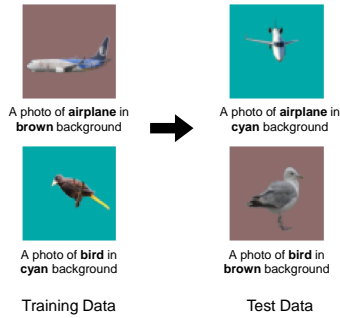 A photo of airplane in
brown background
A photo of bird in
cyan background
Training Data
A photo of airplane in
cyan background
A photo of bird in
brown background
Test Data